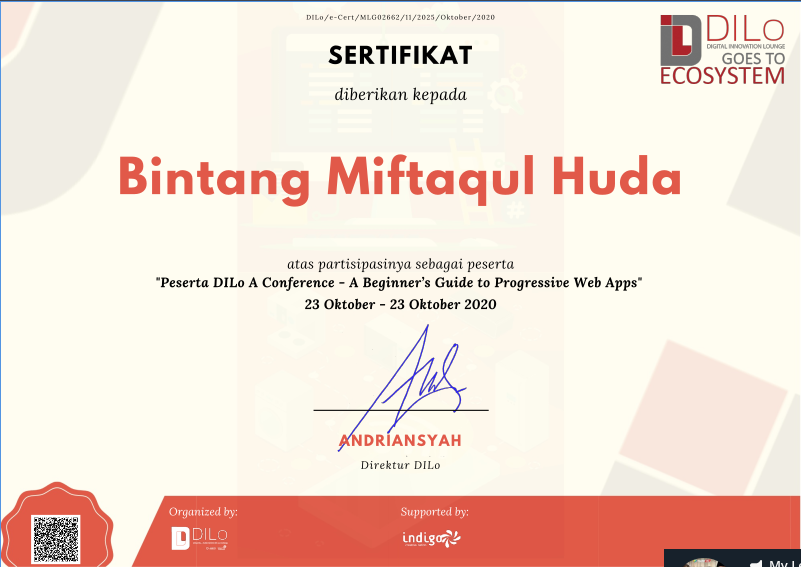 DILo/e-Cert/MLG02662/11/2025/Oktober/2020
DILo
DIGITAL INNOVATION LOUNGE
GOES TO
ECOSYSTEM
SERTIFIKAT
diberikan kepada
Bintang Miftaqul Huda
atas partisipasinya sebagai peserta
"Peserta DILo A Conference - A Beginner's Guide to Progressive Web Apps"
23 Oktober - 23 Oktober 2020
ANDRIANSYAH
Direktur DILo
Organized by:
Supported by:
DILo
indigo